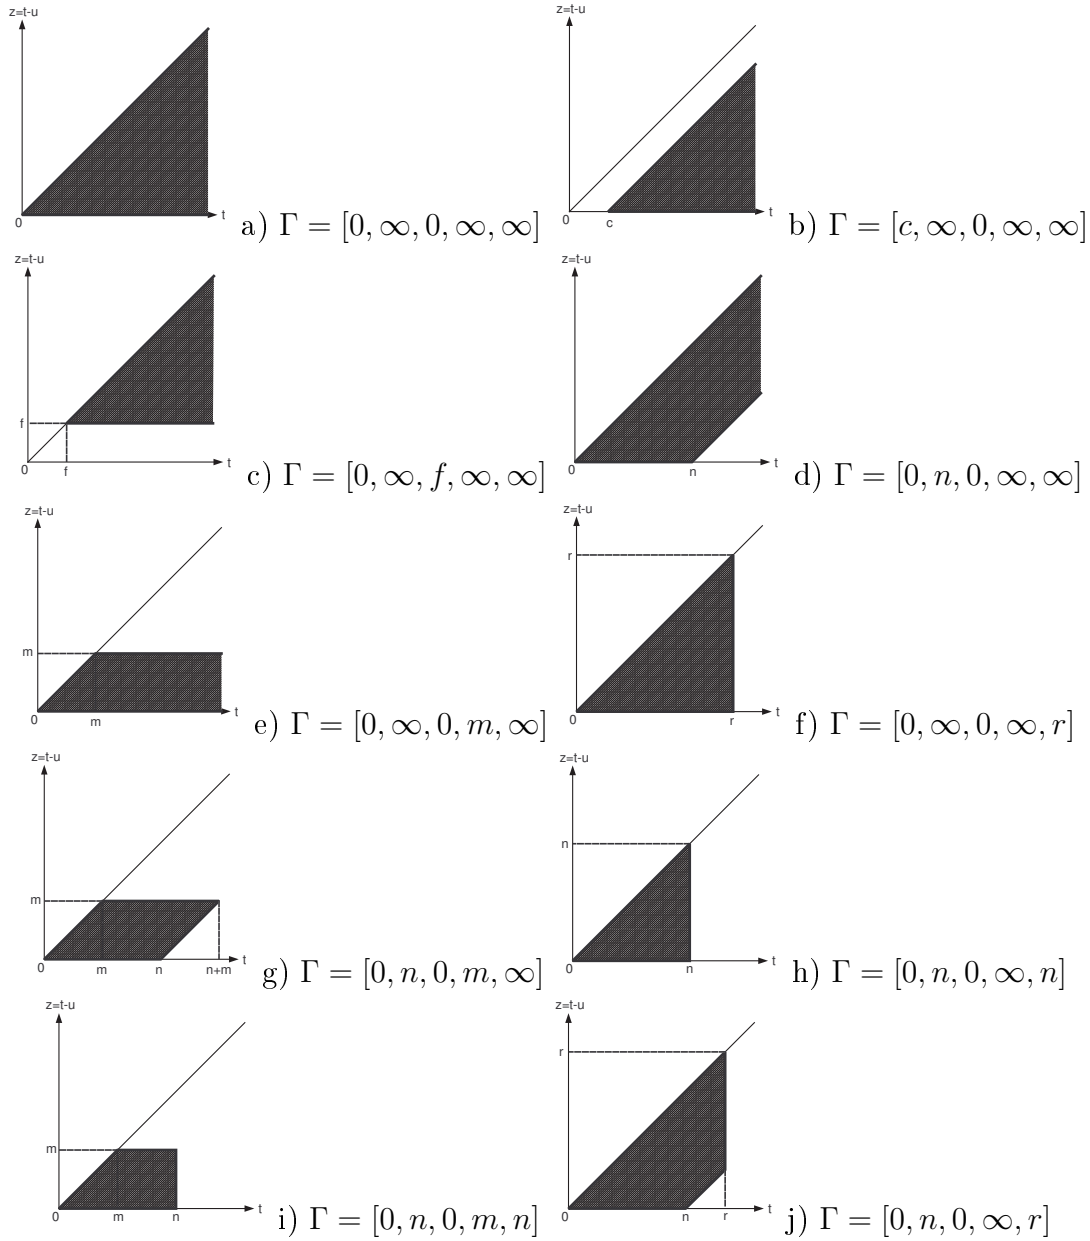 z=t-u
0
t
a) Γ = [0, ∞, 0, ∞, ∞]
z=t-u
0
c
t
b) Γ = [c, ∞, 0, ∞, ∞]
z=t-u
f
0
f
t
c) Γ = [0, ∞, f, ∞, ∞]
z=t-u
0
n
t
d) Γ = [0, n, 0, ∞, ∞]
z=t-u
m
0
m
t
e) Γ = [0, ∞, 0, m, ∞]
z=t-u
r
0
r
t
f) Γ = [0, ∞, 0, ∞, r]
z=t-u
m
0
m
n
n+m
t
g) Γ = [0, n, 0, m, ∞]
z=t-u
n
0
n
t
h) Γ = [0, n, 0, ∞, n]
z=t-u
m
0
m
n
t
i) Γ = [0, n, 0, m, n]
z=t-u
r
0
n
r
t
j) Γ = [0, n, 0, ∞, r]